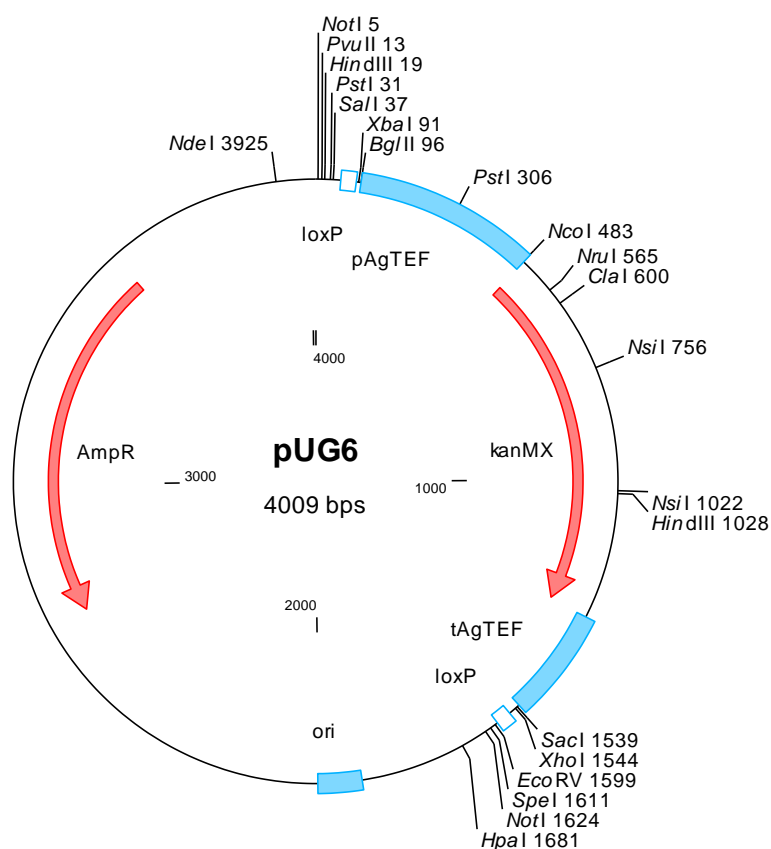 NotI 5
PvuII 13
HindIII 19
PstI 31
SalI 37
XbaI 91
BglII 96
NdeI 3925
PstI 306
NcoI 483
NruI 565
ClaI 600
NsiI 756
NsiI 1022
HindIII 1028
loxP
pAgTEF
4000
AmpR
3000
pUG6
4009 bps
1000
kanMX
2000
tAgTEF
loxP
ori
SacI 1539
XhoI 1544
EcoRV 1599
SpeI 1611
NotI 1624
HpaI 1681